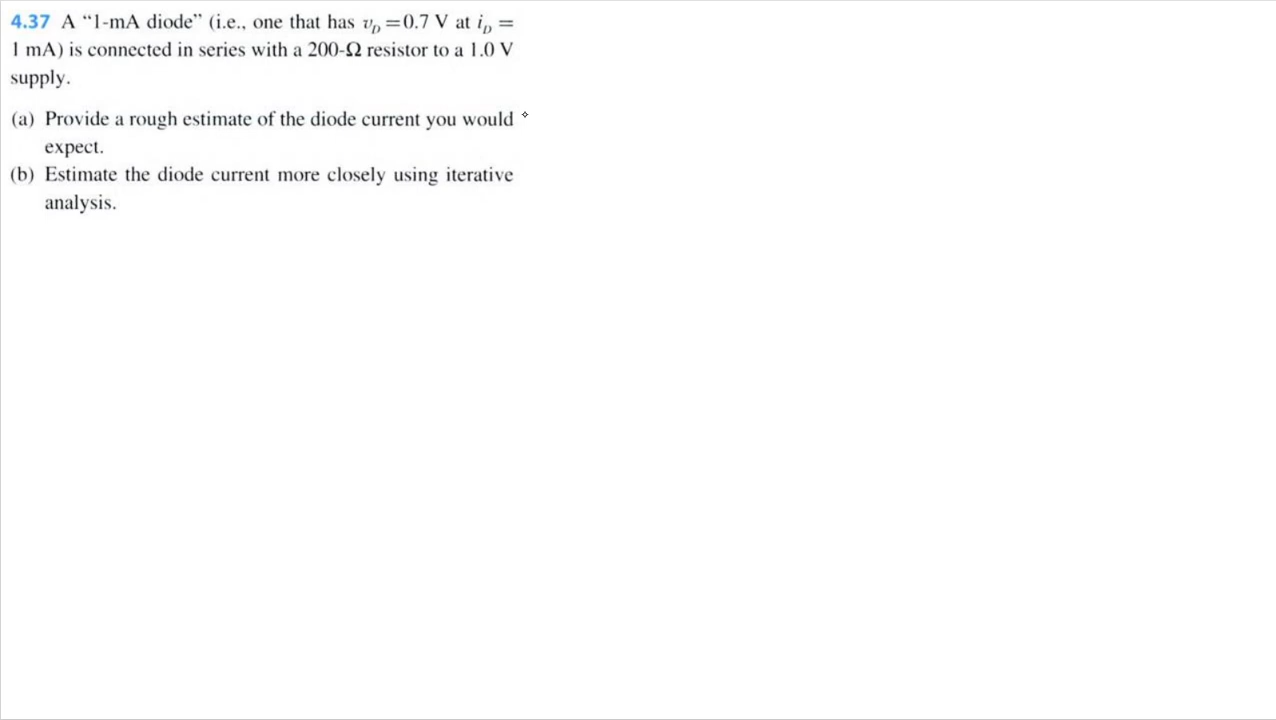 4.37 A “1-mA diode” (i.e., one that has v_D = 0.7 V at i_D =
1 mA) is connected in series with a 200-Ω resistor to a 1.0 V
supply.
(a) Provide a rough estimate of the diode current you would
expect.
(b) Estimate the diode current more closely using iterative
analysis.